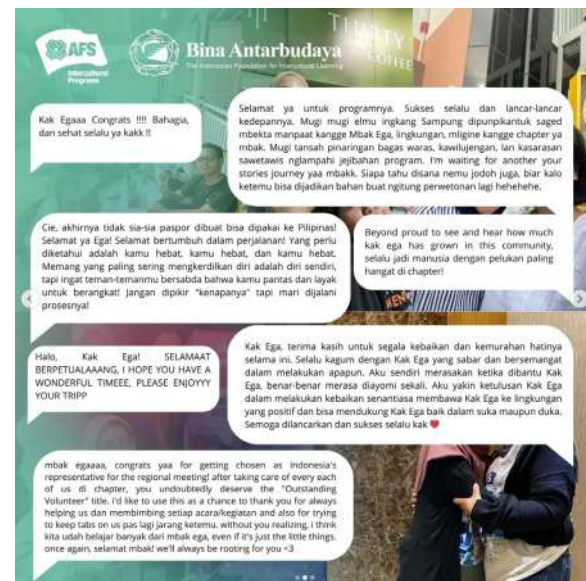 THIRTY
COFFEE
AFS
Intercultural
Programs
Bina Antarbudaya
The Indonesian Foundation for Intercultural Learning
Kak Egaaa Congrats !!!! Bahagia,
dan sehat selalu ya kakk !!
Selamat ya untuk programnya. Sukses selalu dan lancar-lancar
kedepannya. Mugi mugi elmu ingkang Sampung dipunpikantuk saged
mbekta manpaat kangge Mbak Ega, lingkungan, mligine kangge chapter ya
mbak. Mugi tansah pinaringan bagas waras, kawilujengan, lan kasarasan
sawetawis nglampahi jejibahan program. I'm waiting for another your
stories journey yaa mbakk. Siapa tahu disana nemu jodoh juga, biar kalo
ketemu bisa dijadikan bahan buat ngitung perwetonan lagi hehehehe.
Cie, akhirnya tidak sia-sia paspor dibuat bisa dipakai ke Pilipina!
Selamat ya Ega! Selamat bertumbuh dalam perjalanan! Yang perlu
diketahui adalah kamu hebat, kamu hebat, dan kamu hebat.
Memang yang paling sering mengkerdilkan diri adalah diri sendiri,
tapi ingat teman-temanmu bersabda bahwa kamu pantas dan layak
untuk berangkat! Jangan dipikir "kenapanya" tapi mari dijalani
prosesnya!
Beyond proud to see and hear how much
kak ega has grown in this community,
selalu jadi manusia dengan pelukan paling
hangat di chapter!
Halo, Kak Ega! SELAMAAT
BERPETUALAAANG, I HOPE YOU HAVE A
WONDERFUL TIMEEE, PLEASE ENJOYYY
YOUR TRIPP
Kak Ega, terima kasih untuk segala kebaikan dan kemurahan hatinya
selama ini. Selalu kagum dengan Kak Ega yang sabar dan bersemangat
dalam melakukan apapun. Aku sendiri merasakan ketika dibantu Kak
Ega, benar-benar merasa diayomi sekali. Aku yakin ketulusan Kak Ega
dalam melakukan kebaikan senantiasa membawa Kak Ega ke lingkungan
yang positif dan bisa mendukung Kak Ega baik dalam suka maupun duka.
Semoga dilancarkan dan sukses selalu kak ❤️
mbak egaaaa, congrats yaa for getting chosen as indonesia's
representative for the regional meeting! after taking care of every each
of us di chapter, you undoubtedly deserve the "Outstanding
Volunteer" title. i'd like to use this as a chance to thank you for always
helping us dan membimbing setiap acara/kegiatan and also for trying
to keep tabs on us pas lagi jarang ketemu. without you realizing, i think
kita udah belajar banyak dari mbak ega, even if it's just the little things.
once again, selamat mbak! we'll always be rooting for you <3